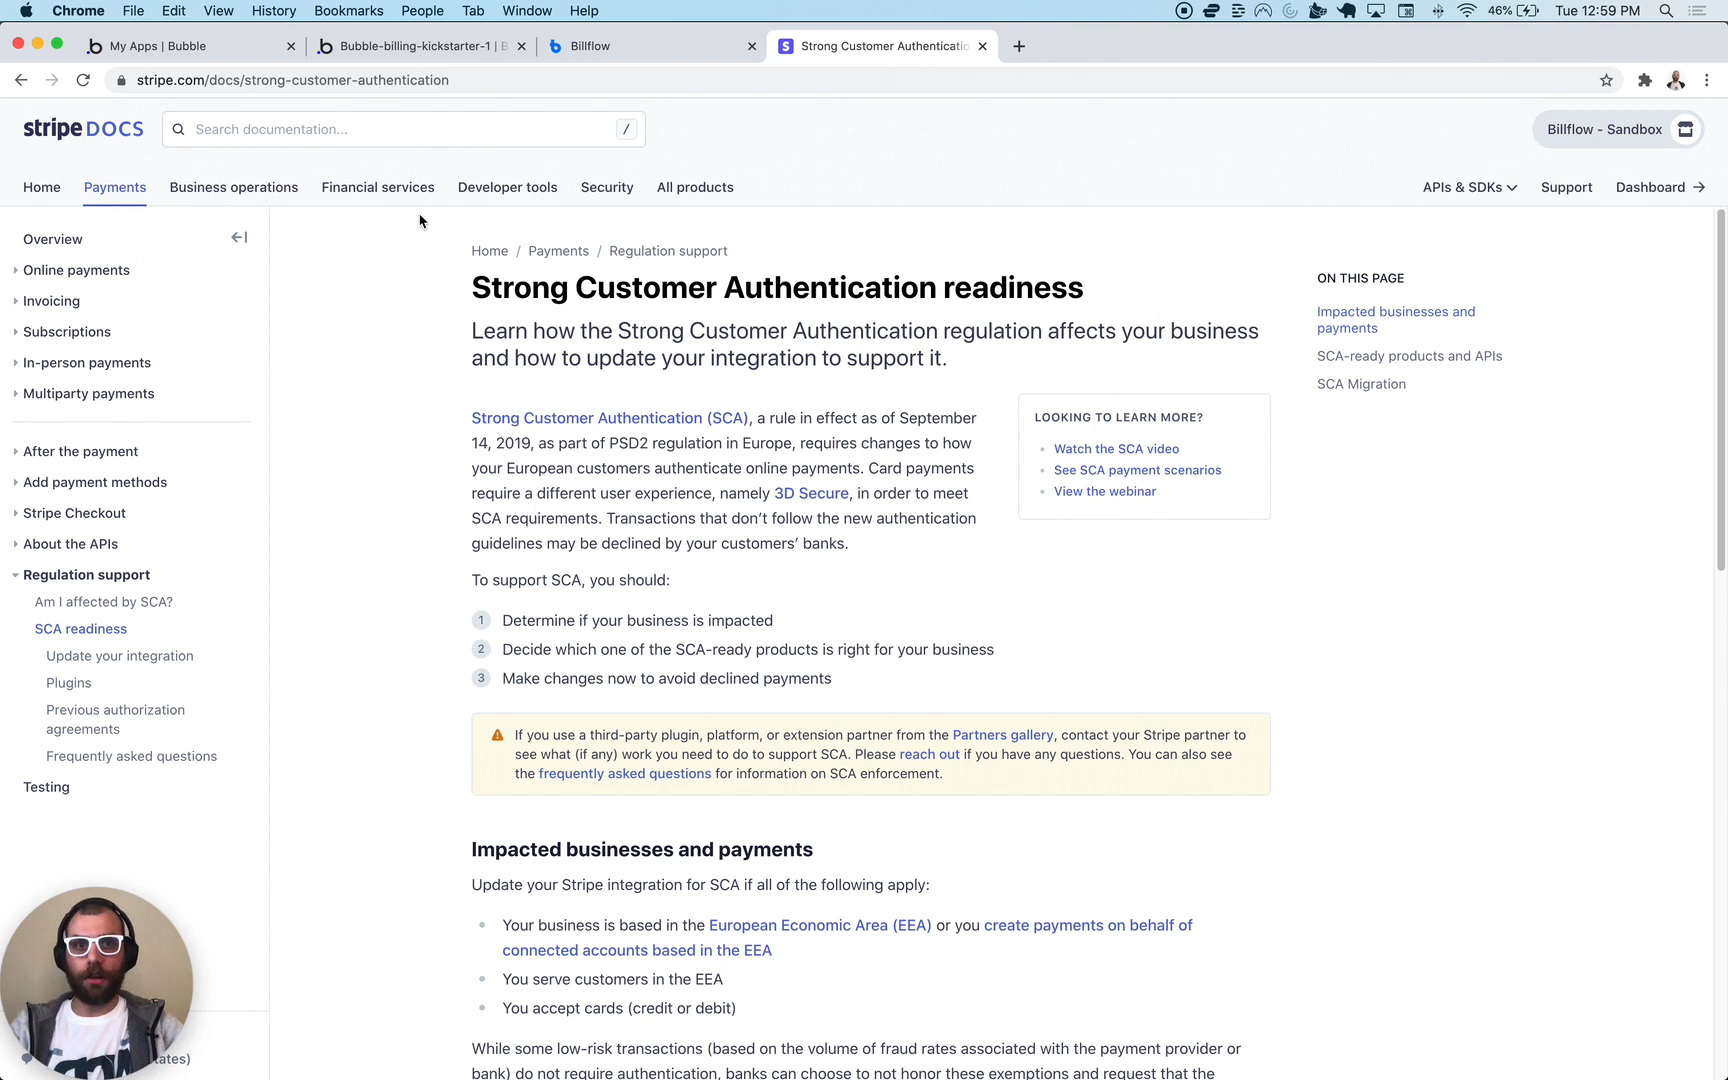 Chrome File Edit View History Bookmarks People Tab Window Help
46% Tue 12:59 PM
My Apps | Bubble
Bubble-billing-kickstarter-1 | B
Billflow
Strong Customer Authenticatio
stripe.com/docs/strong-customer-authentication
stripe DOCS
Search documentation...
/
Billflow - Sandbox
Home Payments Business operations Financial services Developer tools Security All products
APIs & SDKs Support Dashboard →
Overview
Online payments
Invoicing
Subscriptions
In-person payments
Multiparty payments
After the payment
Add payment methods
Stripe Checkout
About the APIs
Regulation support
Am I affected by SCA?
SCA readiness
Update your integration
Plugins
Previous authorization
agreements
Frequently asked questions
Testing
Home / Payments / Regulation support
Strong Customer Authentication readiness
Learn how the Strong Customer Authentication regulation affects your business
and how to update your integration to support it.
Strong Customer Authentication (SCA), a rule in effect as of September
14, 2019, as part of PSD2 regulation in Europe, requires changes to how
your European customers authenticate online payments. Card payments
require a different user experience, namely 3D Secure, in order to meet
SCA requirements. Transactions that don’t follow the new authentication
guidelines may be declined by your customers’ banks.
LOOKING TO LEARN MORE?
• Watch the SCA video
• See SCA payment scenarios
• View the webinar
To support SCA, you should:
1 Determine if your business is impacted
2 Decide which one of the SCA-ready products is right for your business
3 Make changes now to avoid declined payments
If you use a third-party plugin, platform, or extension partner from the Partners gallery, contact your Stripe partner to
see what (if any) work you need to do to support SCA. Please reach out if you have any questions. You can also see
the frequently asked questions for information on SCA enforcement.
Impacted businesses and payments
Update your Stripe integration for SCA if all of the following apply:
• Your business is based in the European Economic Area (EEA) or you create payments on behalf of
connected accounts based in the EEA
• You serve customers in the EEA
• You accept cards (credit or debit)
While some low-risk transactions (based on the volume of fraud rates associated with the payment provider or
bank) do not require authentication, banks can choose to not honor these exemptions and request that the
ON THIS PAGE
Impacted businesses and
payments
SCA-ready products and APIs
SCA Migration